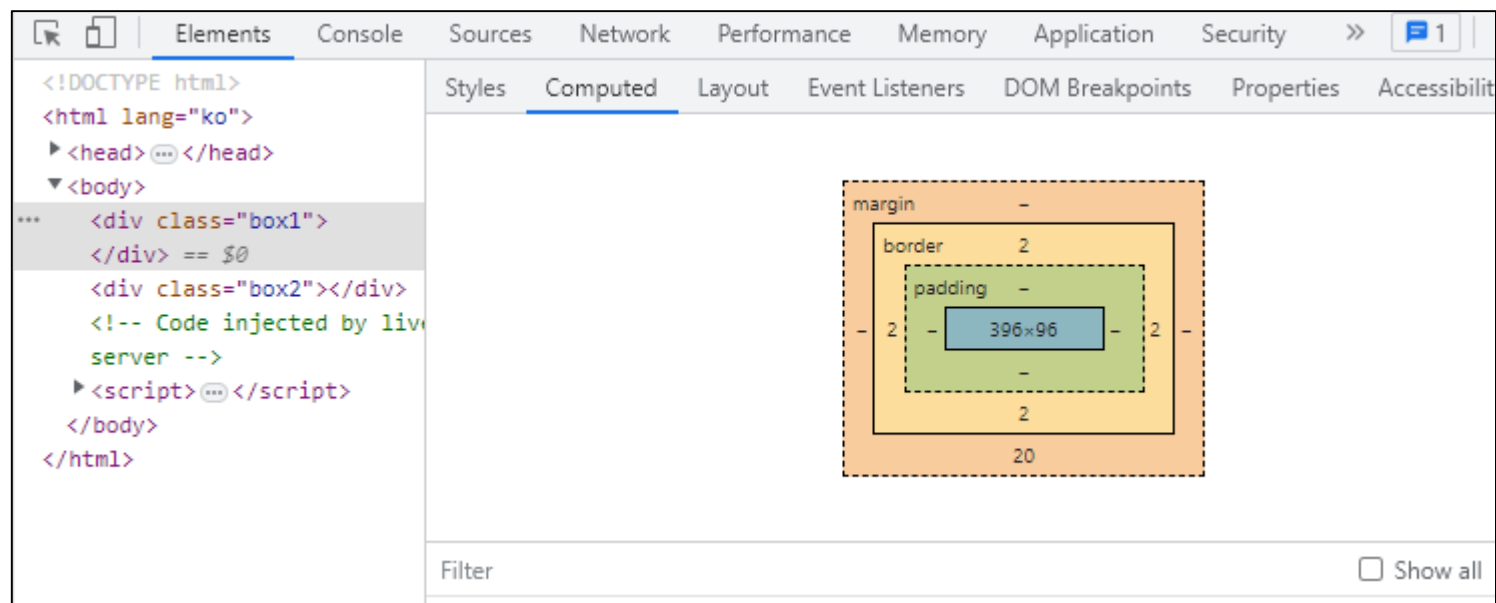 Elements Console Sources Network Performance Memory Application Security » 1
<!DOCTYPE html>
<html lang="ko">
<head>…</head>
<body>
… <div class="box1">
</div> == $0
<div class="box2"></div>
<!-- Code injected by live
server -->
<script>…</script>
</body>
</html>
Styles Computed Layout Event Listeners DOM Breakpoints Properties Accessibilit
margin –
border 2
padding –
– 2 – 396×96 – 2 –
–
2
20
Filter Show all